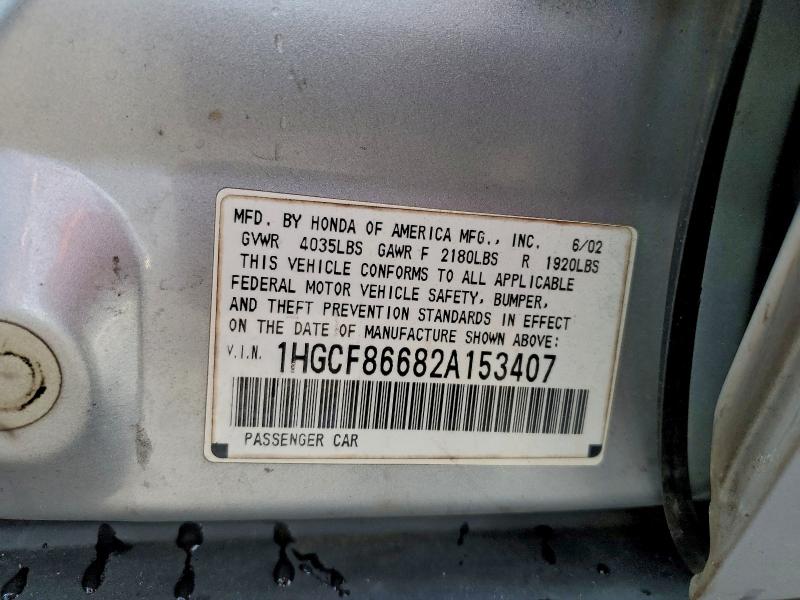 MFD. BY HONDA OF AMERICA MFG., INC. 6/02
GVWR 4035LBS GAWR F 2180LBS R 1920LBS
THIS VEHICLE CONFORMS TO ALL APPLICABLE
FEDERAL MOTOR VEHICLE SAFETY, BUMPER,
AND THEFT PREVENTION STANDARDS IN EFFECT
ON THE DATE OF MANUFACTURE SHOWN ABOVE:
V.I.N. 1HGCF86682A153407
PASSENGER CAR